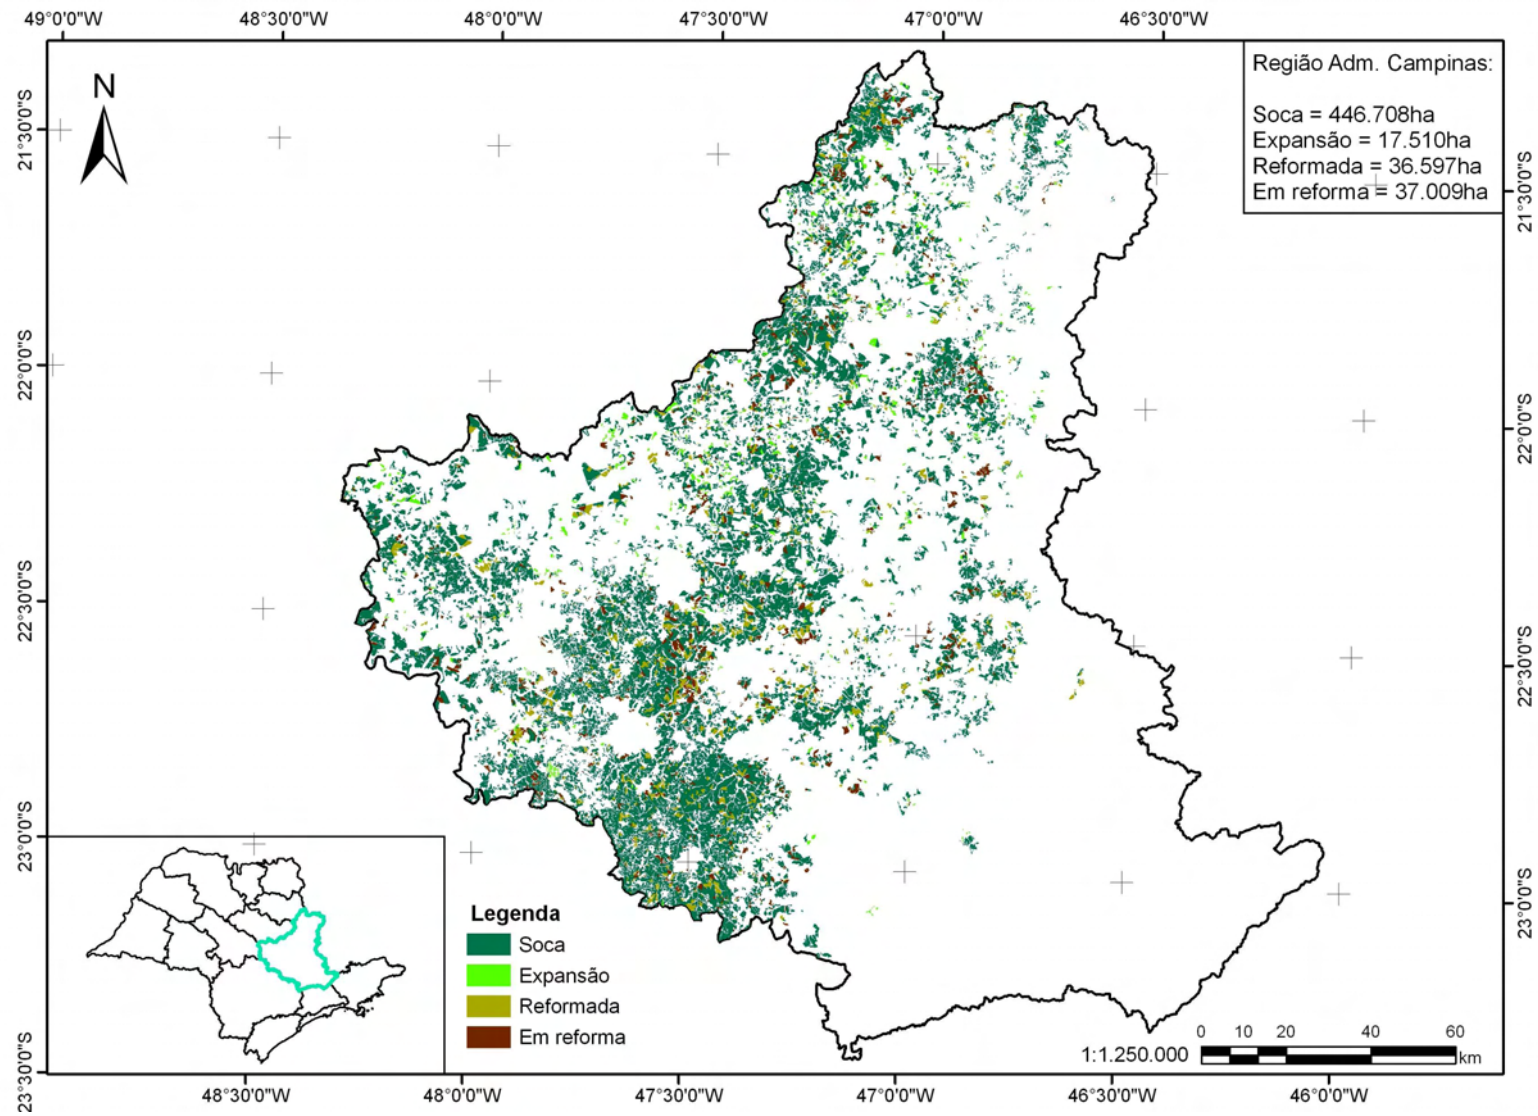 49°0'0"W 48°30'0"W 48°0'0"W 47°30'0"W 47°0'0"W 46°30'0"W
Região Adm. Campinas:
Soca = 446.708ha
Expansão = 17.510ha
Reformada = 36.597ha
Em reforma = 37.009ha
N
21°30'0"S
22°0'0"S
22°30'0"S
23°0'0"S
23°30'0"S
21°30'0"S
22°0'0"S
22°30'0"S
23°0'0"S
Legenda
Soca
Expansão
Reformada
Em reforma
0 10 20 40 60
1:1.250.000 km
48°30'0"W 48°0'0"W 47°30'0"W 47°0'0"W 46°30'0"W 46°0'0"W